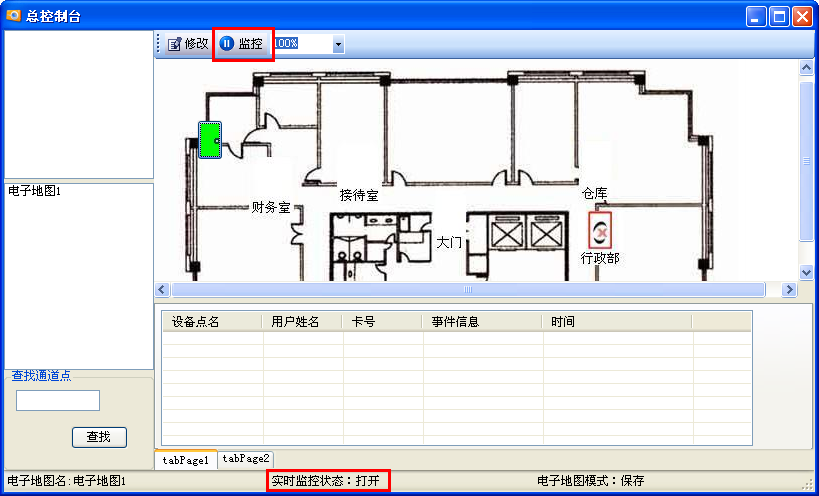 总控制台
修改 监控 100%
电子地图1
财务室
接待室
大门
仓库
行政部
设备点名 用户姓名 卡号 事件信息 时间
查找通道点
查找
tabPage1 tabPage2
电子地图名:电子地图1 实时监控状态：打开 电子地图模式：保存